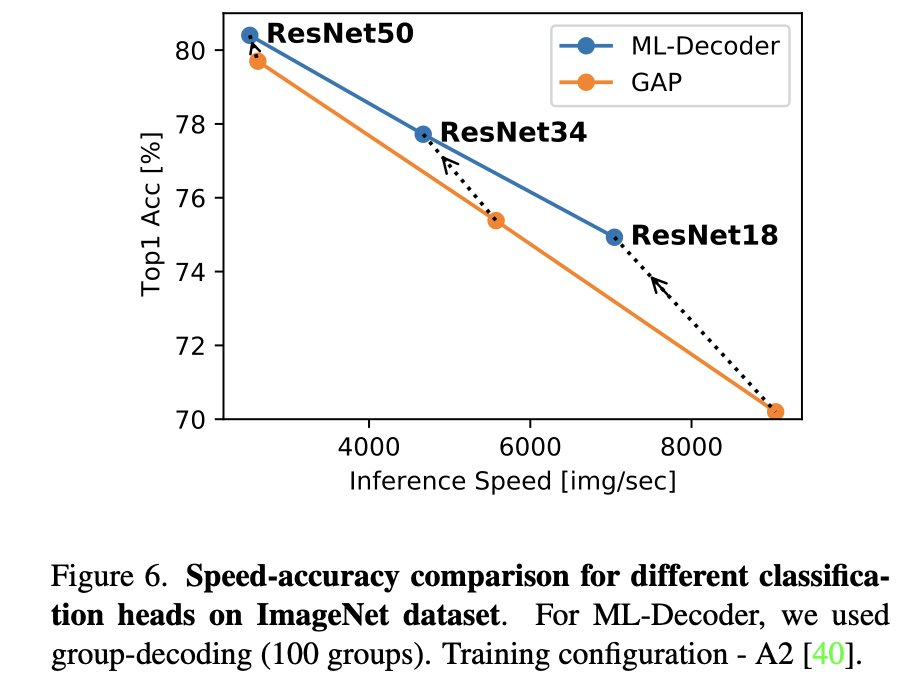 ResNet50
ML-Decoder
GAP
80
78
76
74
72
70
Top1 Acc [%]
ResNet34
ResNet18
4000
6000
8000
Inference Speed [img/sec]
Figure 6. Speed-accuracy comparison for different classifica-
tion heads on ImageNet dataset. For ML-Decoder, we used
group-decoding (100 groups). Training configuration - A2 [40].